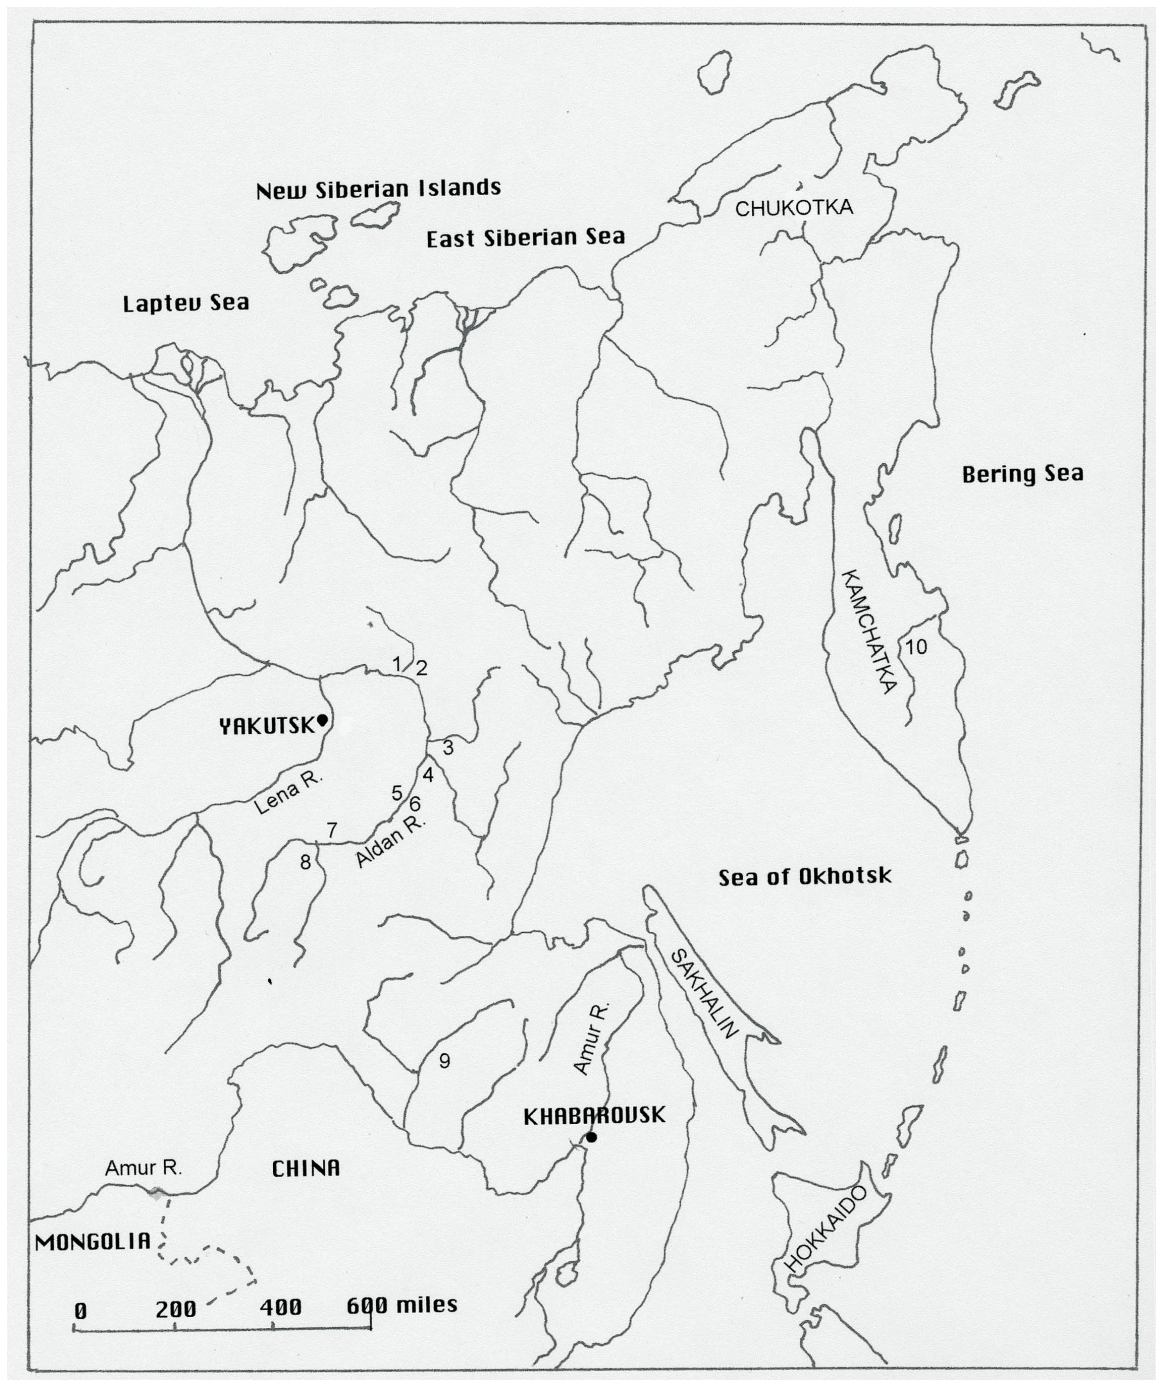 New Siberian Islands
CHUKOTKA
East Siberian Sea
Laptev Sea
Bering Sea
KAMCHATKA
10
1
2
YAKUTSK
3
4
Lena R.
5
6
7
Aldan R.
8
Sea of Okhotsk
SAKHALIN
Amur R.
9
KHABAROVSK
Amur R.
CHINA
HOKKAIDO
MONGOLIA
0 200 400 600 miles